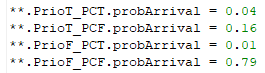 **.PrioT_PCT.probArrival = 0.04
**.PrioT_PCF.probArrival = 0.16
**.PrioF_PCT.probArrival = 0.01
**.PrioF_PCF.probArrival = 0.79